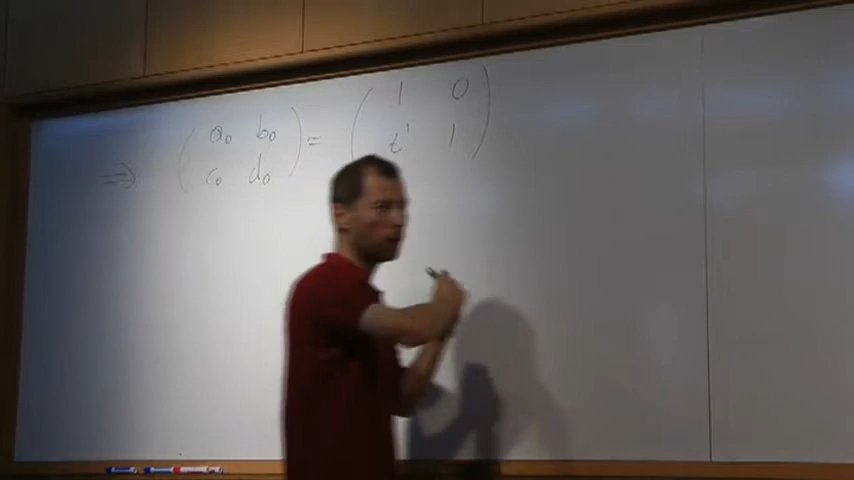 ⇒ ( a₀ b₀ ) = ( 1 0 )
( c₀ d₀ ) ( t' 1 )